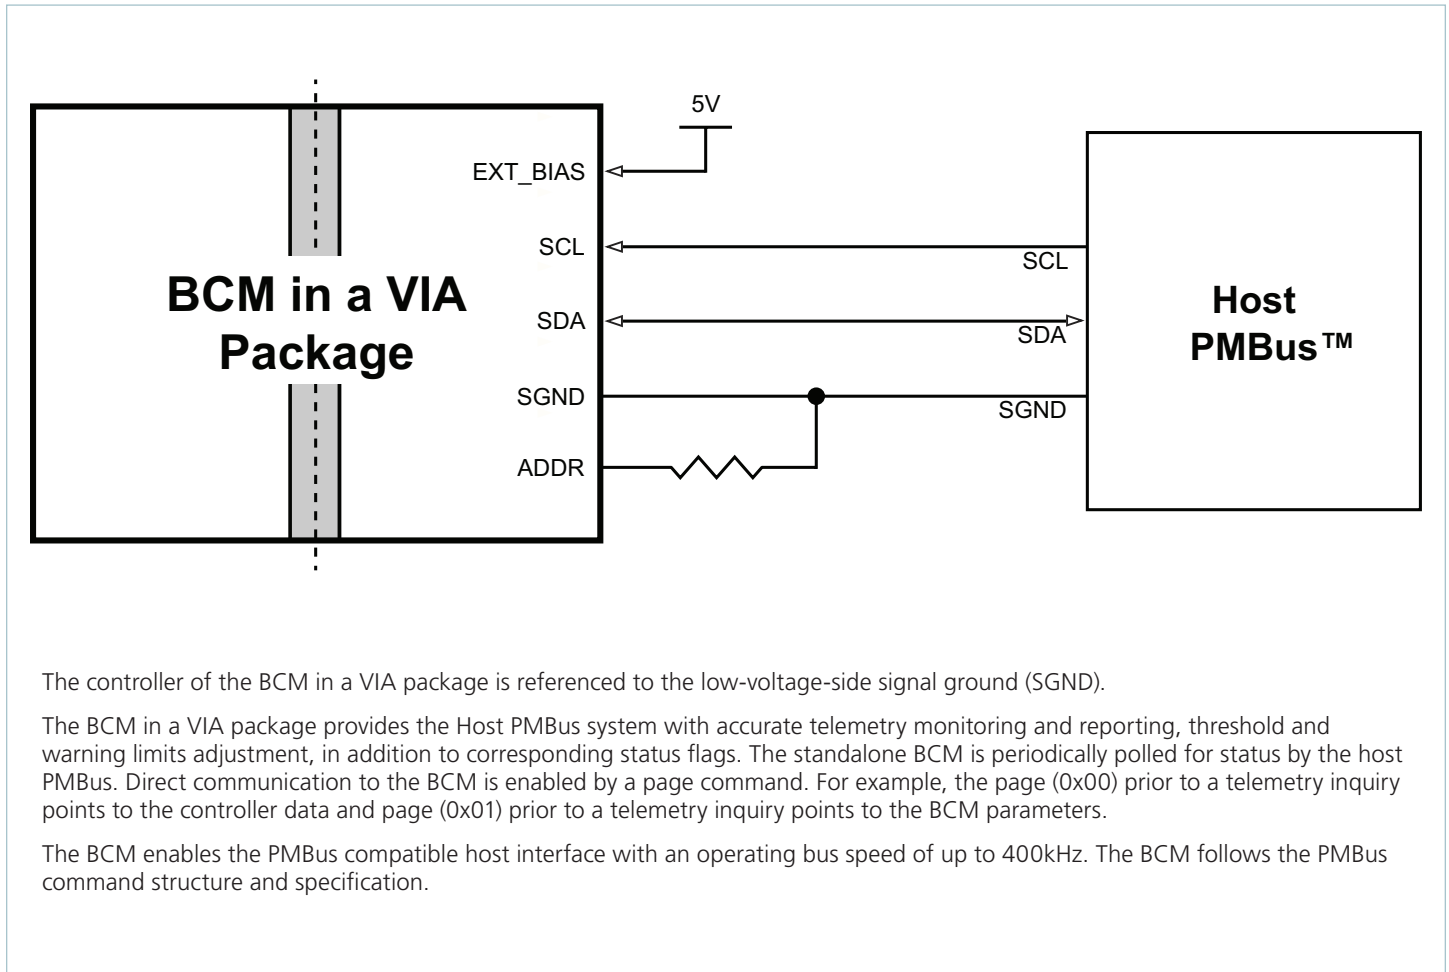 5V
EXT_BIAS
SCL
SCL
BCM in a VIA
Package
Host
PMBus™
SDA
SDA
SGND
SGND
ADDR
The controller of the BCM in a VIA package is referenced to the low-voltage-side signal ground (SGND).
The BCM in a VIA package provides the Host PMBus system with accurate telemetry monitoring and reporting, threshold and
warning limits adjustment, in addition to corresponding status flags. The standalone BCM is periodically polled for status by the host
PMBus. Direct communication to the BCM is enabled by a page command. For example, the page (0x00) prior to a telemetry inquiry
points to the controller data and page (0x01) prior to a telemetry inquiry points to the BCM parameters.
The BCM enables the PMBus compatible host interface with an operating bus speed of up to 400kHz. The BCM follows the PMBus
command structure and specification.